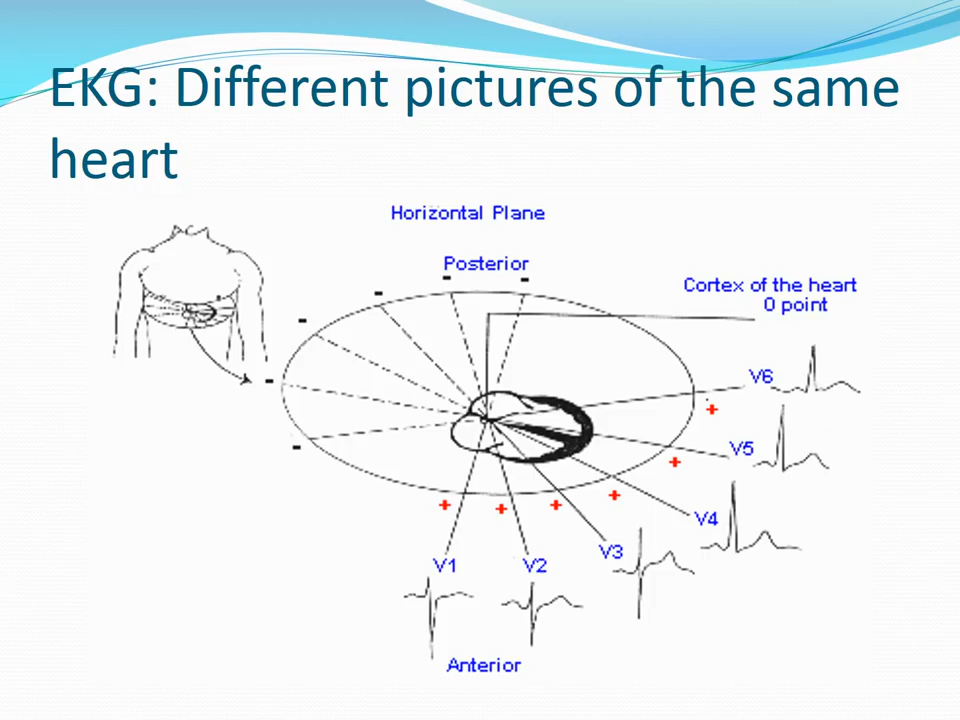 EKG: Different pictures of the same
heart
Horizontal Plane
Posterior
- - - - - -
Cortex of the heart
0 point
V6
+
V5
+
V4
+
V3
+
V2
+
V1
+
Anterior